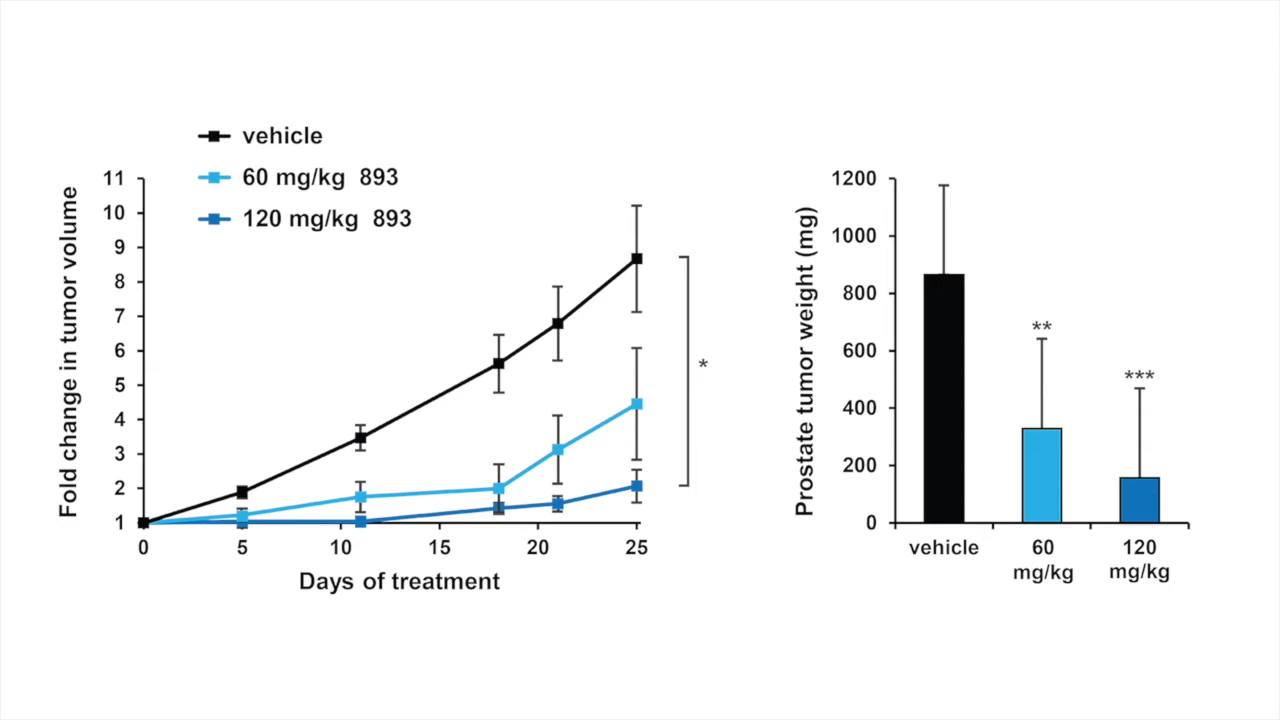 vehicle
60 mg/kg 893
120 mg/kg 893
Fold change in tumor volume
11
10
9
8
7
6
5
4
3
2
1
0 5 10 15 20 25
Days of treatment
*
Prostate tumor weight (mg)
1200
1000
800
600
400
200
0
**
***
vehicle 60 120
mg/kg mg/kg